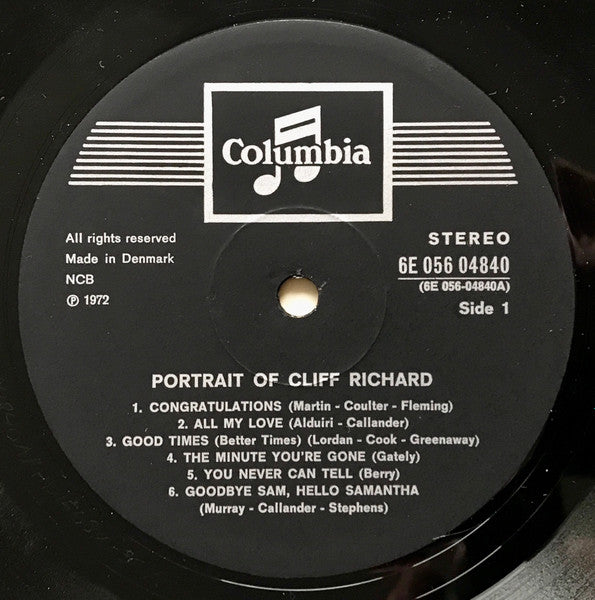 Columbia
All rights reserved
Made in Denmark
NCB
℗ 1972
STEREO
6E 056 04840
(6E 056-04840A)
Side 1
PORTRAIT OF CLIFF RICHARD
1. CONGRATULATIONS (Martin - Coulter - Fleming)
2. ALL MY LOVE (Alduiri - Callander)
3. GOOD TIMES (Better Times) (Lordan - Cook - Greenaway)
4. THE MINUTE YOU'RE GONE (Gately)
5. YOU NEVER CAN TELL (Berry)
6. GOODBYE SAM, HELLO SAMANTHA
(Murray - Callander - Stephens)